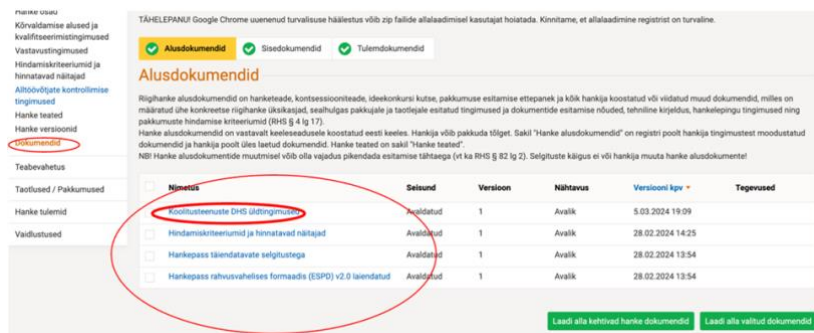 Hanke osad
Kõrvaldamise alused ja
kvalifitseerimistingimused
Vastavustingimused
Hindamiskriteeriumid ja
hinnatavad näitajad
Alltöövõtjate kontrollimise
tingimused
Hanke teated
Hanke versioonid
Dokumendid
Teabevahetus
Taotlused / Pakkumused
Hanke tulemid
Vaidlustused
TÄHELEPANU! Google Chrome uuenenud turvalisuse häälestus võib zip failide allalaadimisel kasutajat hoiatada. Kinnitame, et allalaadimine registrist on turvaline.
Alusdokumendid
Sisedokumendid
Tulemdokumendid
Alusdokumendid
Riigihanke alusdokumendid on hanketeade, kontsessiooniteade, ideekonkursi kutse, pakkumuse esitamise ettepanek ja kõik hankija koostatud või viidatud muud dokumendid, milles on
määratud ühe konkreetse riigihanke üksikasjad, sealhulgas pakkujale ja taotlejale esitatud tingimused ja dokumentide esitamise nõuded, tehniline kirjeldus, hankelepingu tingimused ning
pakkumuste hindamise kriteeriumid (RHS § 4 lg 17).
Hanke alusdokumendid on vastavalt keeleseadusele koostatud eesti keeles. Hankija võib pakkuda tõlget. Sakil "Hanke alusdokumendid" on registri poolt hankija tingimustest moodustatud
dokumendid ja hankija poolt üles laetud dokumendid. Hanke teated on sakil "Hanke teated".
NB! Hanke alusdokumentide muutmisel võib olla vajadus pikendada esitamise tähtaega (vt ka RHS § 82 lg 2). Selgituste käigus ei või hankija muuta hanke alusdokumente!
Nimetus Seisund Versioon Nähtavus Versiooni kpv Tegevused
Koolitusteenuste DHS üldtingimused Avaldatud 1 Avalik 5.03.2024 19:09
Hindamiskriteeriumid ja hinnatavad näitajad Avaldatud 1 Avalik 28.02.2024 14:25
Hankepass täiendatavate selgitustega Avaldatud 1 Avalik 28.02.2024 13:54
Hankepass rahvusvahelises formaadis (ESPD) v2.0 laiendatud Avaldatud 1 Avalik 28.02.2024 13:54
Laadi alla kehtivad hanke dokumendid Laadi alla valitud dokumendid